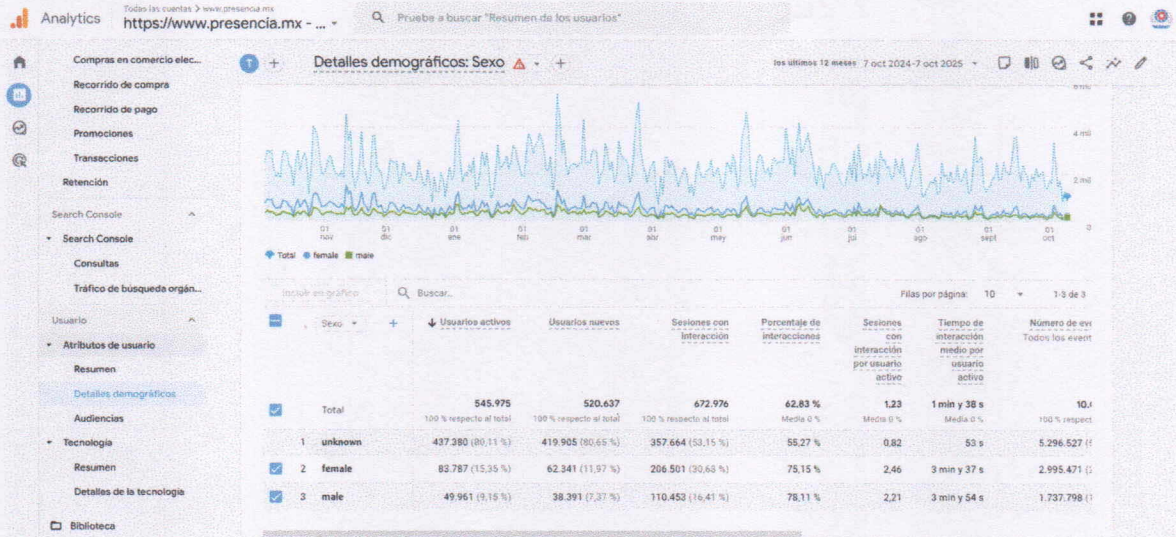 Todas las cuentas > www.presencia.mx
Analytics
https://www.presencia.mx - ...
Pruebe a buscar "Resumen de los usuarios"
Compras en comercio elec...
Recorrido de compra
Recorrido de pago
Promociones
Transacciones
Retención
Search Console
Search Console
Consultas
Tráfico de búsqueda orgán...
Usuario
Atributos de usuario
Resumen
Detalles demográficos
Audiencias
Tecnología
Resumen
Detalles de la tecnología
Biblioteca
T
Detalles demográficos: Sexo
los últimos 12 meses 7 oct 2024-7 oct 2025
4 mil
2 mil
0
01 nov
01 dic
01 ene
01 feb
01 mar
01 abr
01 may
01 jun
01 jul
01 ago
01 sept
01 oct
Total female male
Incluir en gráfico
Buscar...
Filas por página: 10 1-3 de 3
Sexo Usuarios activos Usuarios nuevos Sesiones con interacción Porcentaje de interacciones Sesiones con interacción por usuario activo Tiempo de interacción medio por usuario activo Número de eve
Todos los event
Total 545.975 520.637 672.976 62,83 % 1,23 1 min y 38 s
100 % respecto al total 100 % respecto al total 100 % respecto al total Media 0 % Media 0 % Media 0 % 100 % respect
1 unknown 437.380 (80,11 %) 419.905 (80,65 %) 357.664 (53,15 %) 55,27 % 0,82 53 s 5.296.527
2 female 83.787 (15,35 %) 62.341 (11,97 %) 206.501 (30,68 %) 75,15 % 2,46 3 min y 37 s 2.995.471
3 male 49.961 (9,15 %) 38.391 (7,37 %) 110.453 (16,41 %) 78,11 % 2,21 3 min y 54 s 1.737.798